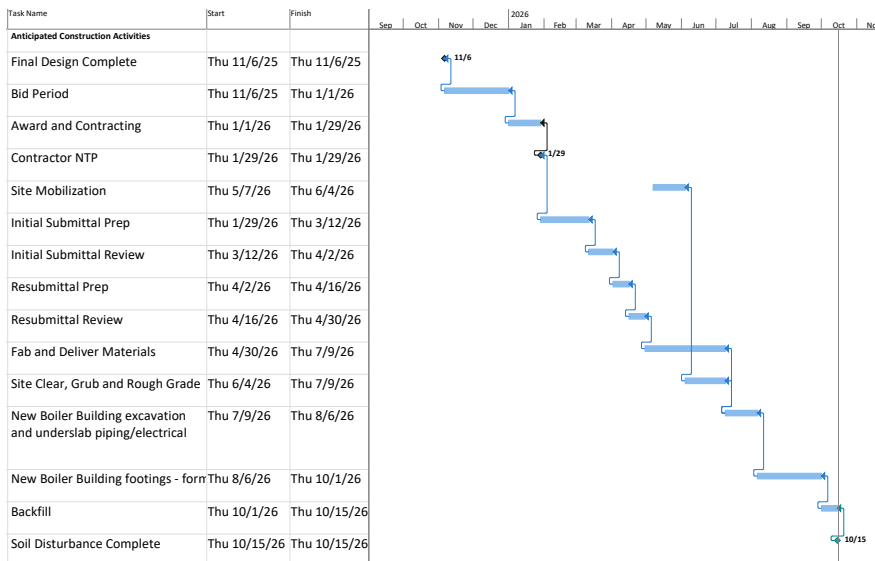 Task Name Start Finish 2026
Sep Oct Nov Dec Jan Feb Mar Apr May Jun Jul Aug Sep Oct No
Anticipated Construction Activities
Final Design Complete Thu 11/6/25 Thu 11/6/25 11/6
Bid Period Thu 11/6/25 Thu 1/1/26
Award and Contracting Thu 1/1/26 Thu 1/29/26
Contractor NTP Thu 1/29/26 Thu 1/29/26 1/29
Site Mobilization Thu 5/7/26 Thu 6/4/26
Initial Submittal Prep Thu 1/29/26 Thu 3/12/26
Initial Submittal Review Thu 3/12/26 Thu 4/2/26
Resubmittal Prep Thu 4/2/26 Thu 4/16/26
Resubmittal Review Thu 4/16/26 Thu 4/30/26
Fab and Deliver Materials Thu 4/30/26 Thu 7/9/26
Site Clear, Grub and Rough Grade Thu 6/4/26 Thu 7/9/26
New Boiler Building excavation Thu 7/9/26 Thu 8/6/26
and underslab piping/electrical
New Boiler Building footings - form Thu 8/6/26 Thu 10/1/26
Backfill Thu 10/1/26 Thu 10/15/26
Soil Disturbance Complete Thu 10/15/26 Thu 10/15/26 10/15